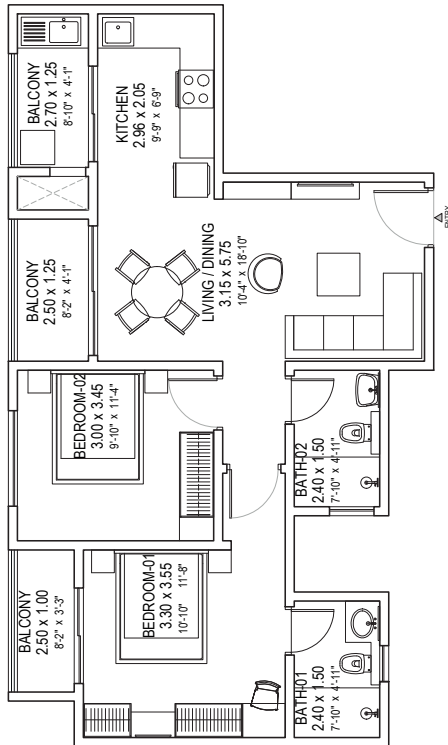 BALCONY
2.50 x 1.00
8'-2" x 3'-3"
BEDROOM-01
3.30 x 3.55
10'-10" 11'-8"
BATH-01
2.40 x 1.50
7'-10" x 4'-11"
BEDROOM-02
3.00 x 3.45
9'-10" x 11'-4"
BATH-02
2.40 x 1.50
7'-10" x 4'-11"
BALCONY
2.50 x 1.25
8'-2" x 4'-1"
LIVING / DINING
3.15 x 5.75
10'-4" x 18'-10"
BALCONY
2.70 x 1.25
8'-10" x 4'-1"
KITCHEN
2.96 x 2.05
9'-9" x 6'-9"
ENTRY